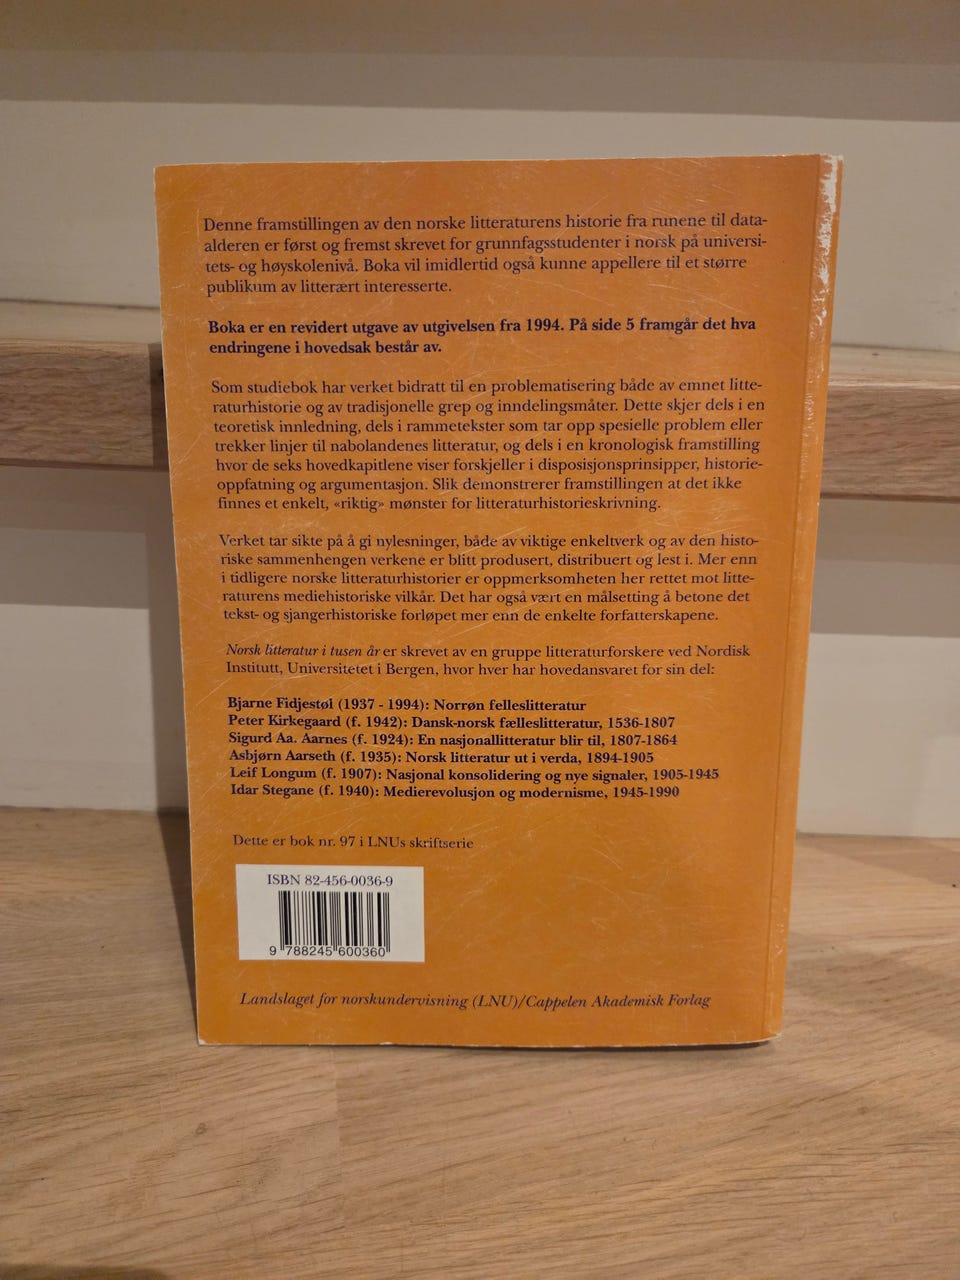 Denne framstillingen av den norske litteraturens historie fra runene til data-
alderen er først og fremst skrevet for grunnfagsstudenter i norsk på universi-
tets- og høyskolenivå. Boka vil imidlertid også kunne appellere til et større
publikum av litterært interesserte.
Boka er en revidert utgave av utgivelsen fra 1994. På side 5 framgår det hva
endringene i hovedsak består av.
Som studiebok har verket bidratt til en problematisering både av emnet litte-
raturhistorie og av tradisjonelle grep og inndelingsmåter. Dette skjer dels i en
teoretisk innledning, dels i rammetekster som tar opp spesielle problem eller
trekker linjer til nabolandenes litteratur, og dels i en kronologisk framstilling
hvor de seks hovedkapitlene viser forskjeller i disposisjonsprinsipper, historie-
oppfatning og argumentasjon. Slik demonstrerer framstillingen at det ikke
finnes et enkelt, «riktig» mønster for litteraturhistorieskrivning.
Verket tar sikte på å gi nylesninger, både av viktige enkeltverk og av den histo-
riske sammenhengen verkene er blitt produsert, distribuert og lest i. Mer enn
i tidligere norske litteraturhistorier er oppmerksomheten her rettet mot litte-
raturens mediehistoriske vilkår. Det har også vært en målsetting å betone det
tekst- og sjangerhistoriske forløpet mer enn de enkelte forfatterskapene.
Norsk litteratur i tusen år er skrevet av en gruppe litteraturforskere ved Nordisk
Institutt, Universitetet i Bergen, hvor hver har hovedansvaret for sin del:
Bjarne Fidjestøl (1937 - 1994): Norrøn felleslitteratur
Peter Kirkegaard (f. 1942): Dansk-norsk fælleslitteratur, 1536-1807
Sigurd Aa. Aarnes (f. 1924): En nasjonallitteratur blir til, 1807-1864
Asbjørn Aarseth (f. 1935): Norsk litteratur ut i verda, 1894-1905
Leif Longum (f. 1907): Nasjonal konsolidering og nye signaler, 1905-1945
Idar Stegane (f. 1940): Medierevolusjon og modernisme, 1945-1990
Dette er bok nr. 97 i LNUs skriftserie
ISBN 82-456-0036-9
9 788245 600360
Landslaget for norskundervisning (LNU)/Cappelen Akademisk Forlag